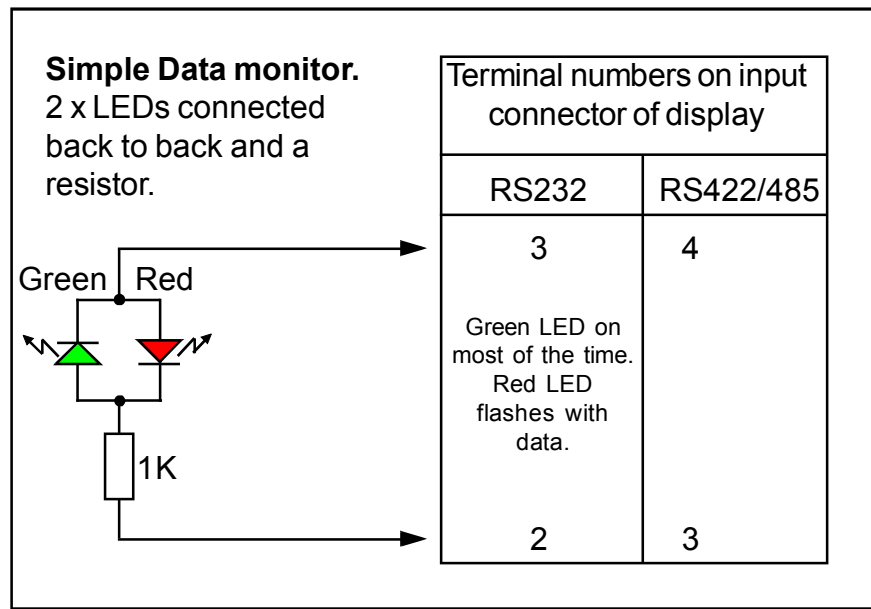 Simple Data monitor.
2 x LEDs connected
back to back and a
resistor.
Green Red
1K
Terminal numbers on input
connector of display
RS232 RS422/485
3 4
Green LED on
most of the time.
Red LED
flashes with
data.
2 3